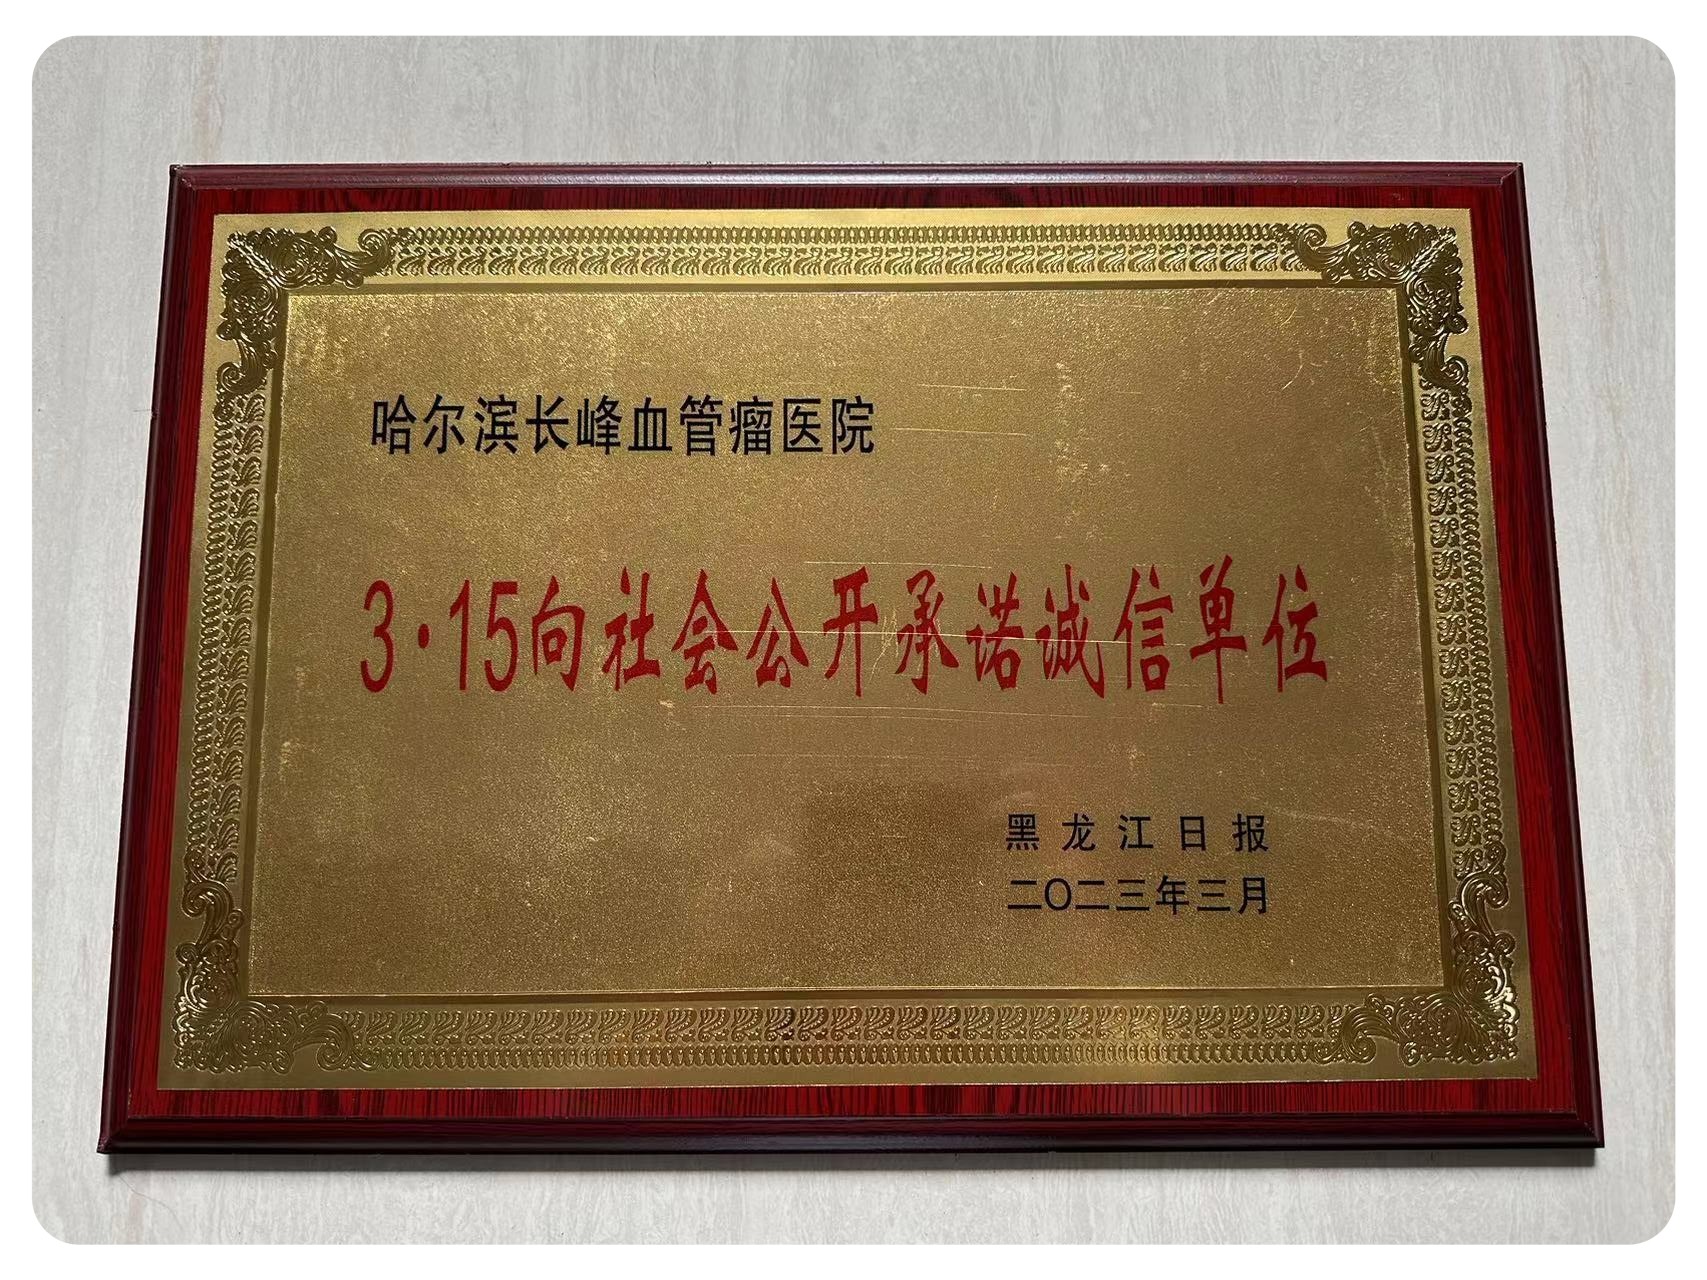 哈尔滨长峰血管瘤医院
3·15向社会公开承诺诚信单位
黑龙江日报
二〇二三年三月